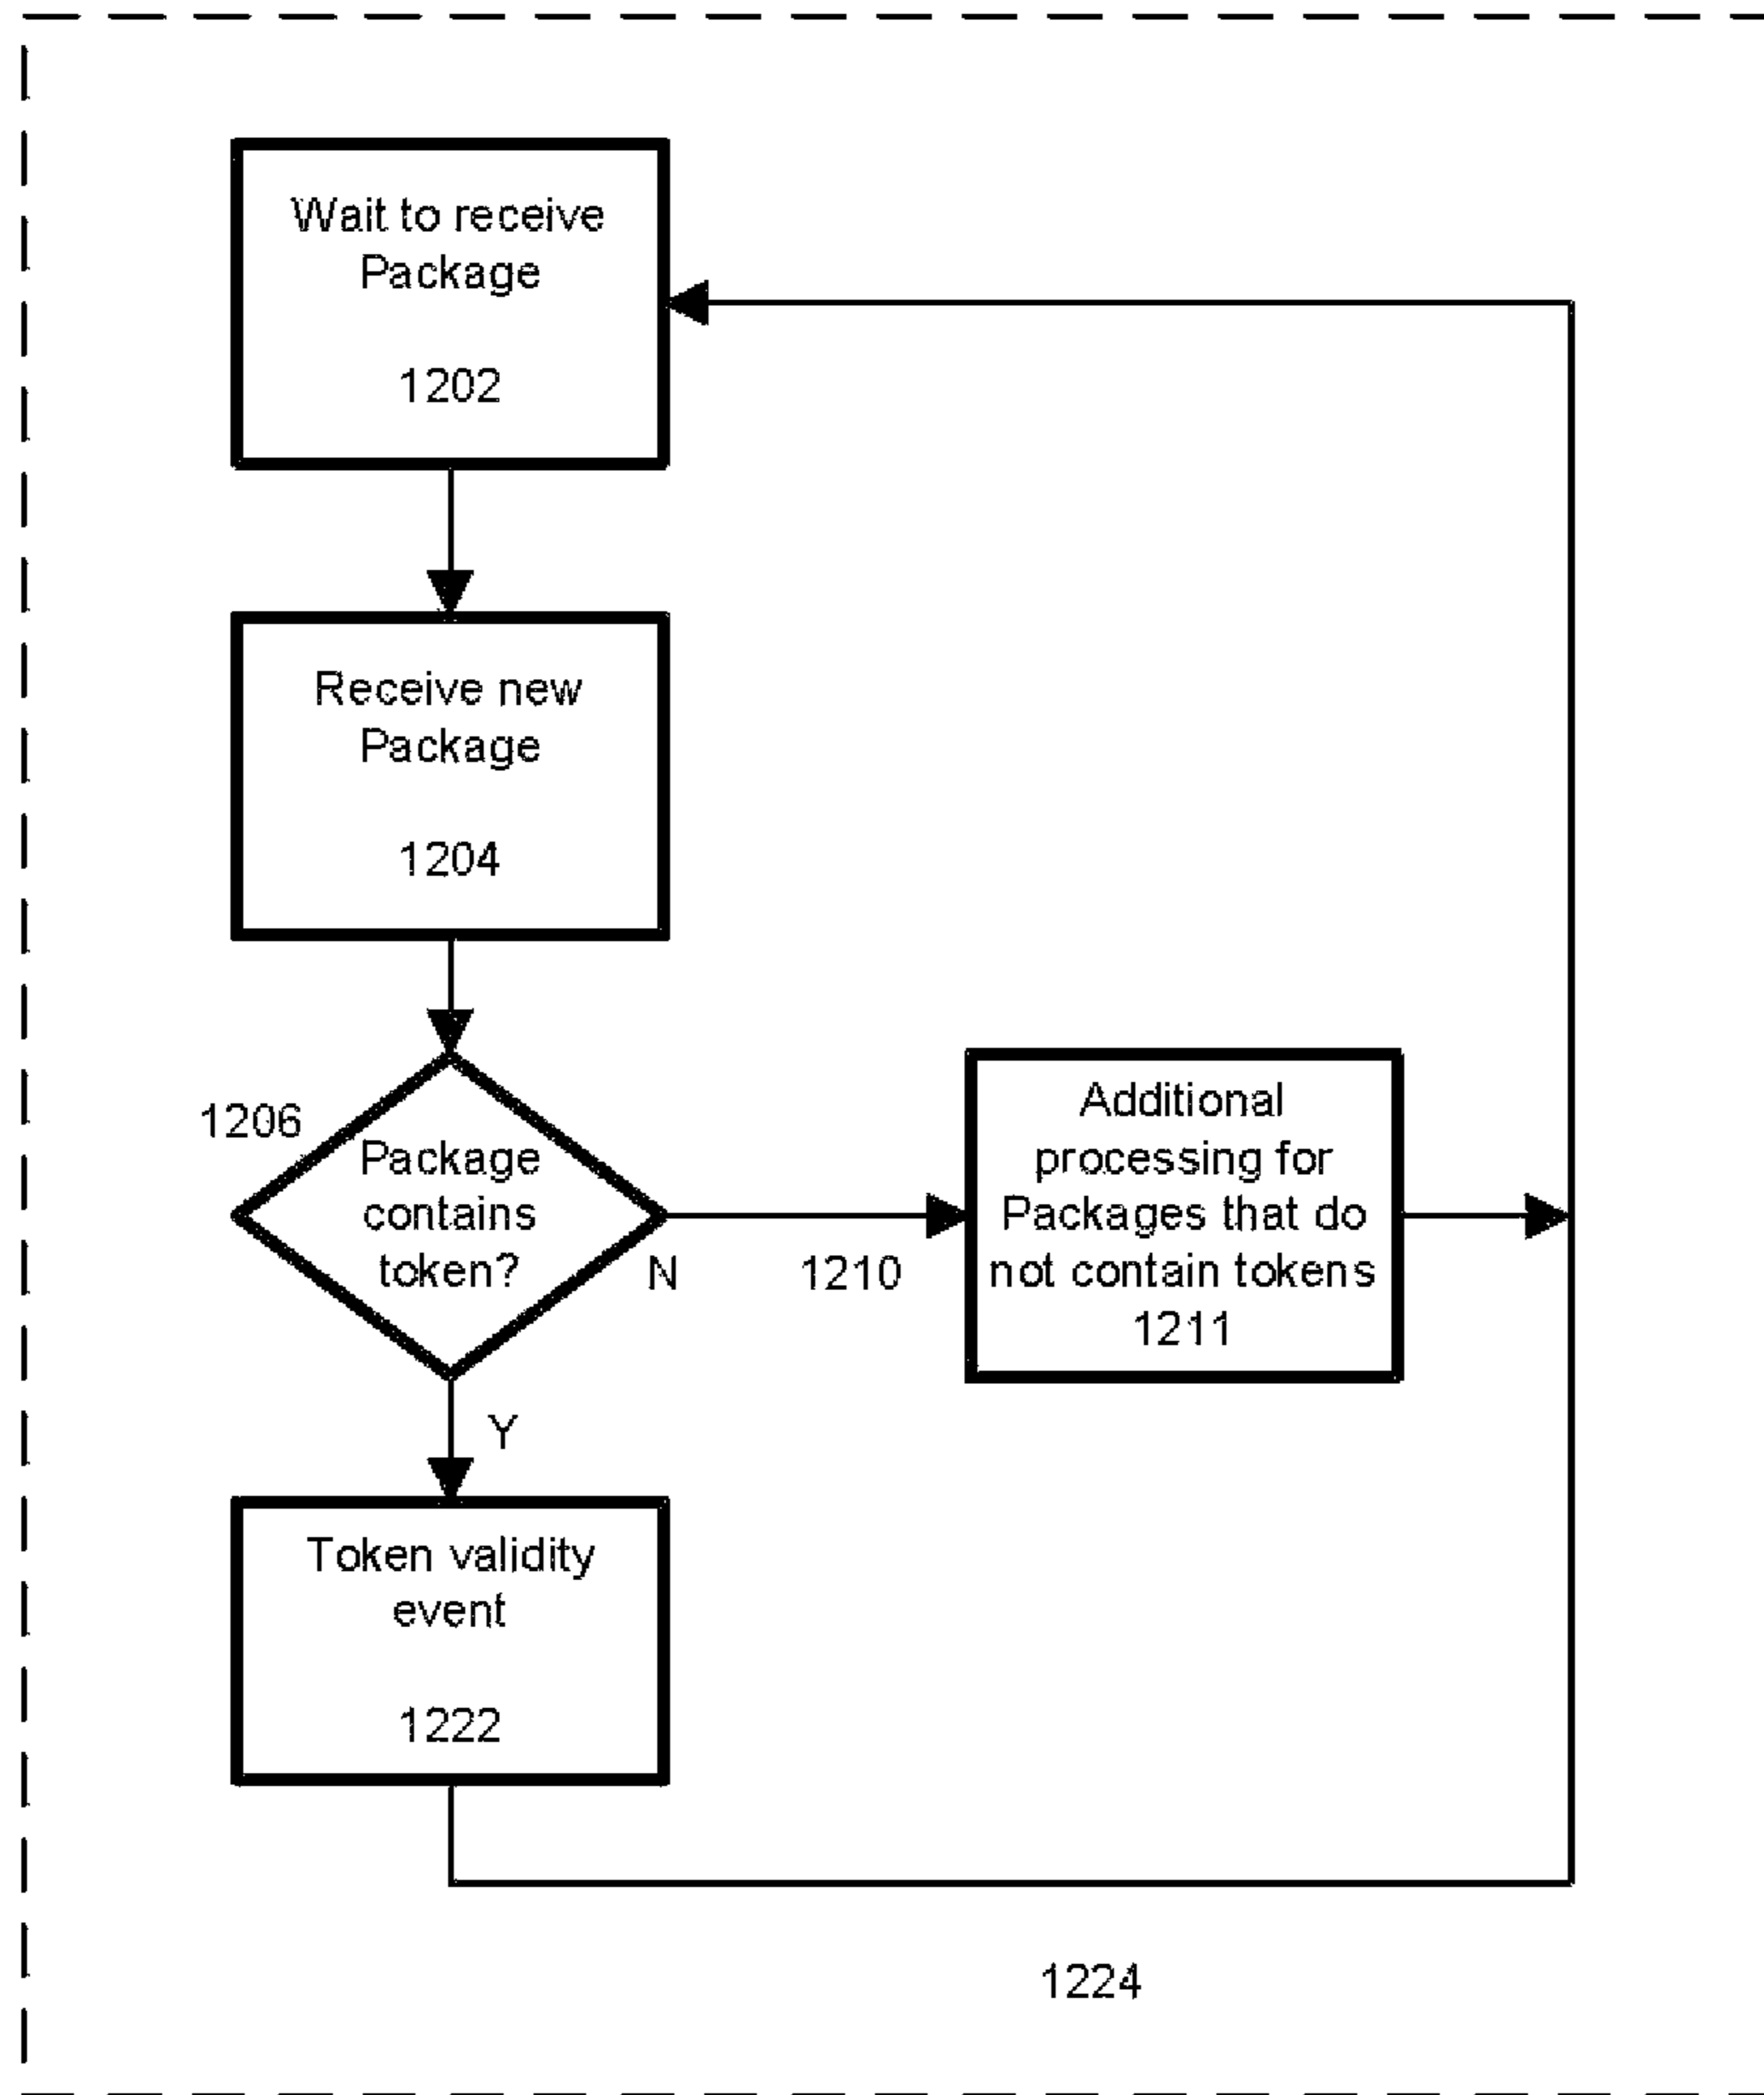 Wait to receive
Package
1202
Receive new
Package
1204
1206
Package
contains
token?
N
1210
Additional
processing for
Packages that do
not contain tokens
1211
Y
Token validity
event
1222
1224